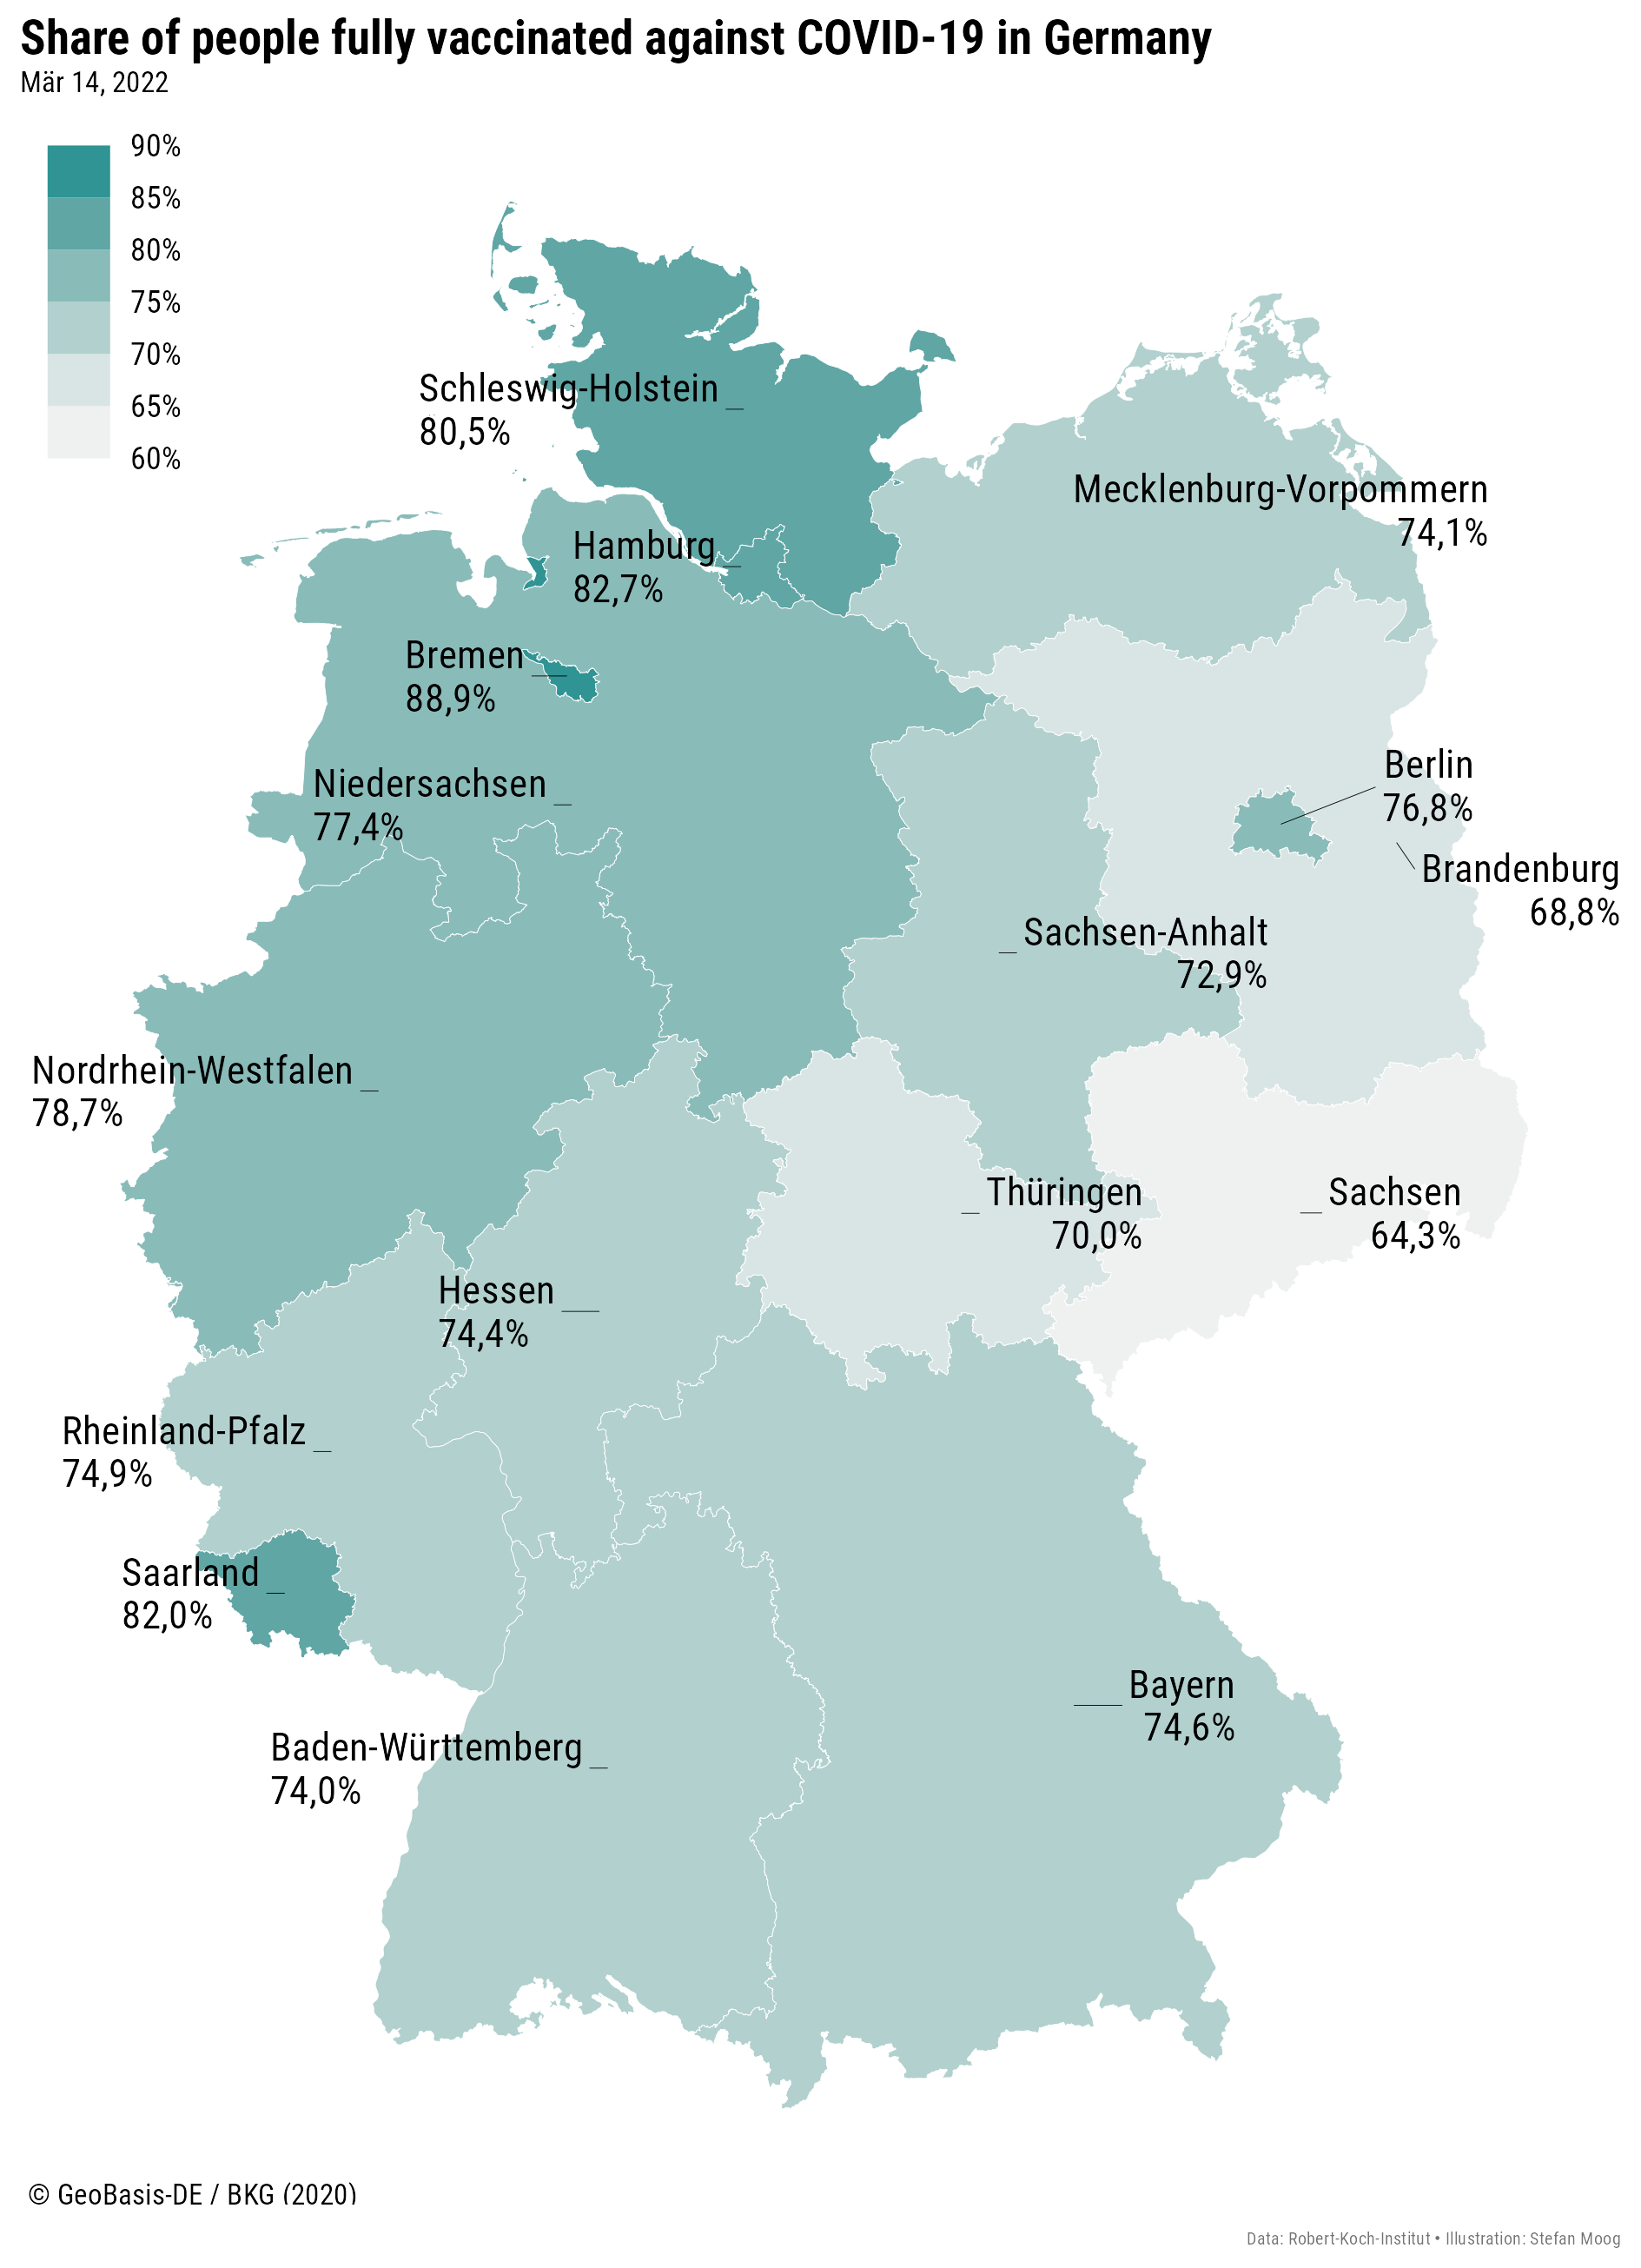 Share of people fully vaccinated against COVID-19 in Germany
Mär 14, 2022
90%
85%
80%
75%
70%
65%
60%
Schleswig-Holstein
80,5%
Mecklenburg-Vorpommern
74,1%
Hamburg
82,7%
Bremen
88,9%
Niedersachsen
77,4%
Berlin
76,8%
Brandenburg
68,8%
Sachsen-Anhalt
72,9%
Nordrhein-Westfalen
78,7%
Thüringen
70,0%
Sachsen
64,3%
Hessen
74,4%
Rheinland-Pfalz
74,9%
Saarland
82,0%
Bayern
74,6%
Baden-Württemberg
74,0%
© GeoBasis-DE / BKG (2020)
Data: Robert-Koch-Institut • Illustration: Stefan Moog